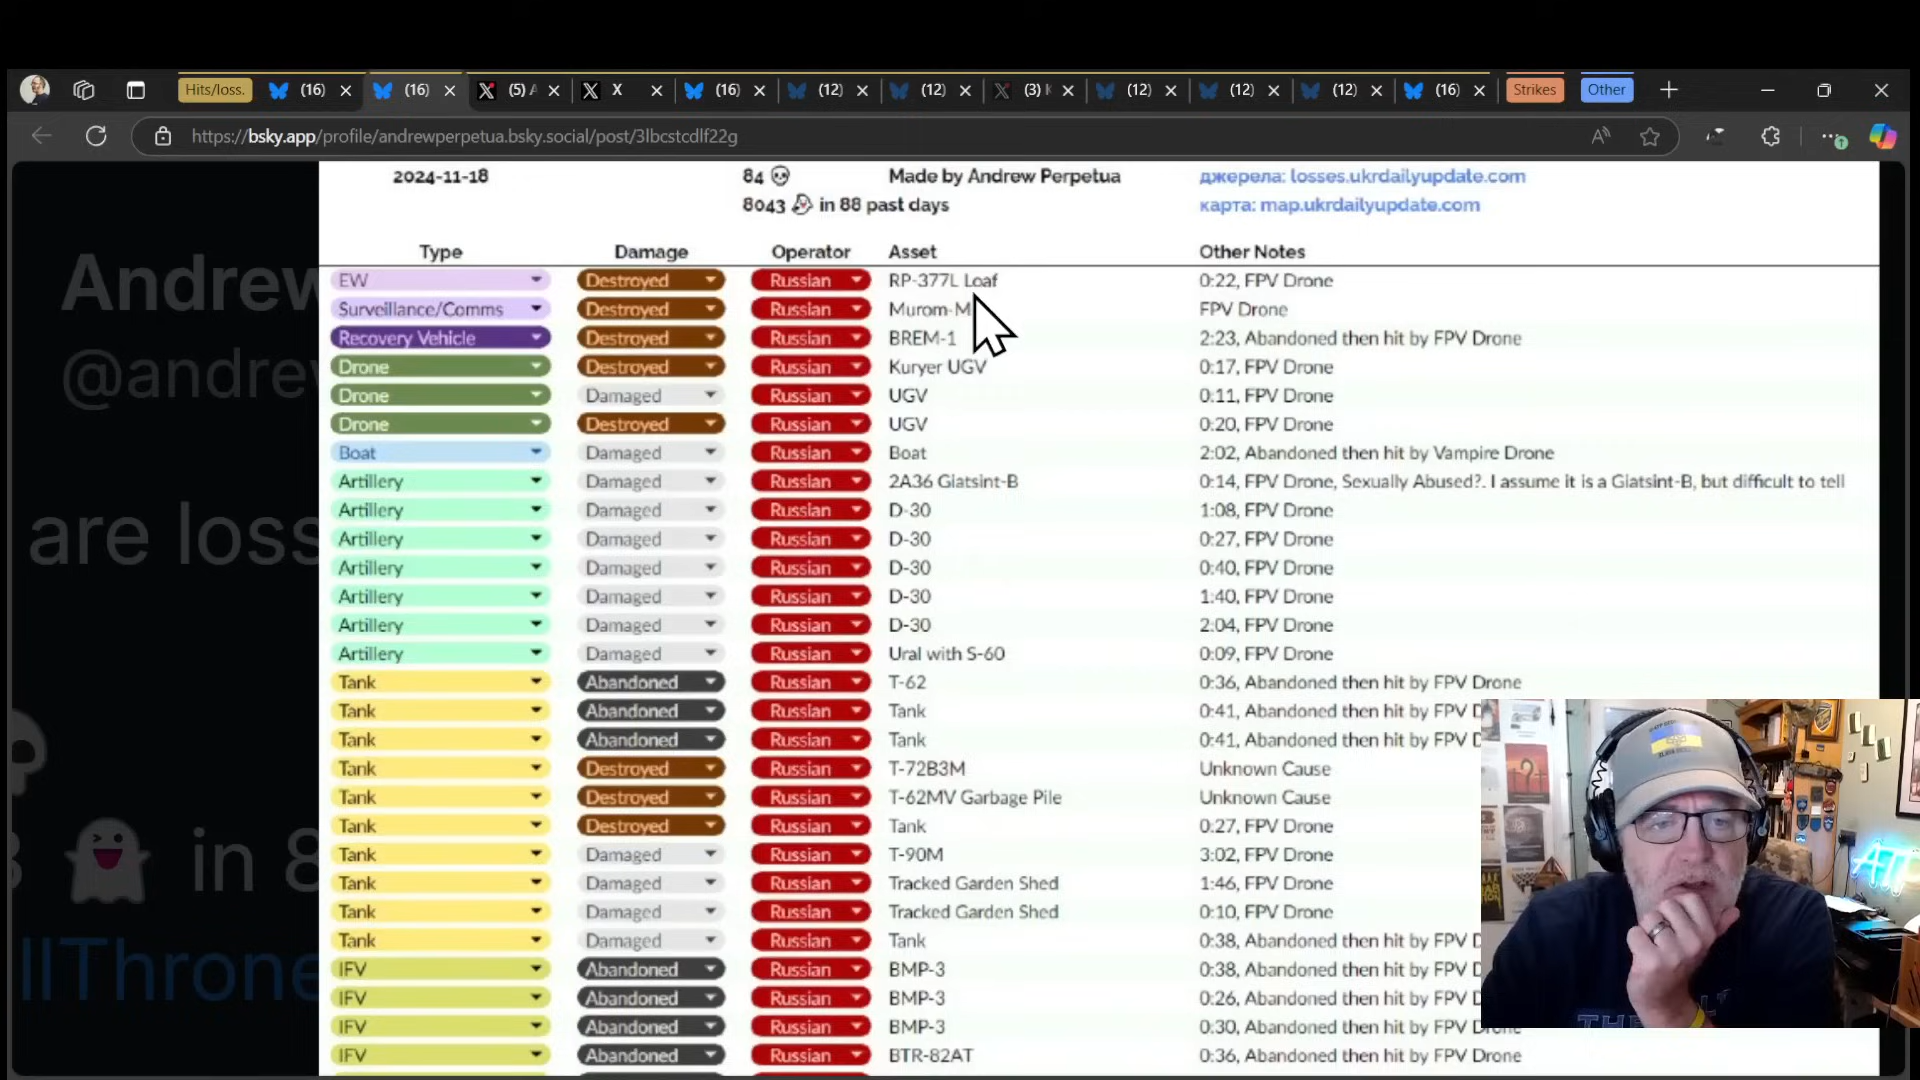 Hits/loss. (16) (16) (5) A X (16) (12) (12) (3) (12) (12) (12) (16) Strikes Other
https://bsky.app/profile/andrewperpetua.bsky.social/post/3lbcstcdlf22g
2024-11-18 84 💀 Made by Andrew Perpetua джерела: losses.ukrdailyupdate.com
8043 👻 in 88 past days карта: map.ukrdailyupdate.com
Type Damage Operator Asset Other Notes
EW Destroyed Russian RP-377L Loaf 0:22, FPV Drone
Surveillance/Comms Destroyed Russian Murom-M FPV Drone
Recovery Vehicle Destroyed Russian BREM-1 2:23, Abandoned then hit by FPV Drone
Drone Destroyed Russian Kuryer UGV 0:17, FPV Drone
Drone Damaged Russian UGV 0:11, FPV Drone
Drone Destroyed Russian UGV 0:20, FPV Drone
Boat Damaged Russian Boat 2:02, Abandoned then hit by Vampire Drone
Artillery Damaged Russian 2A36 Giatsint-B 0:14, FPV Drone, Sexually Abused?. I assume it is a Giatsint-B, but difficult to tell
Artillery Damaged Russian D-30 1:08, FPV Drone
Artillery Damaged Russian D-30 0:27, FPV Drone
Artillery Damaged Russian D-30 0:40, FPV Drone
Artillery Damaged Russian D-30 1:40, FPV Drone
Artillery Damaged Russian D-30 2:04, FPV Drone
Artillery Damaged Russian Ural with S-60 0:09, FPV Drone
Tank Abandoned Russian T-62 0:36, Abandoned then hit by FPV Drone
Tank Abandoned Russian Tank 0:41, Abandoned then hit by FPV D
Tank Abandoned Russian Tank 0:41, Abandoned then hit by FPV D
Tank Destroyed Russian T-72B3M Unknown Cause
Tank Destroyed Russian T-62MV Garbage Pile Unknown Cause
Tank Destroyed Russian Tank 0:27, FPV Drone
Tank Damaged Russian T-90M 3:02, FPV Drone
Tank Damaged Russian Tracked Garden Shed 1:46, FPV Drone
Tank Damaged Russian Tracked Garden Shed 0:10, FPV Drone
Tank Damaged Russian Tank 0:38, Abandoned then hit by FPV D
IFV Abandoned Russian BMP-3 0:38, Abandoned then hit by FPV D
IFV Abandoned Russian BMP-3 0:26, Abandoned then hit by FPV D
IFV Abandoned Russian BMP-3 0:30, Abandoned then hit by FPV Drone
IFV Abandoned Russian BTR-82AT 0:36, Abandoned then hit by FPV Drone
Andrew
@andrew
are loss
👻 in 8
llThrone
ATP